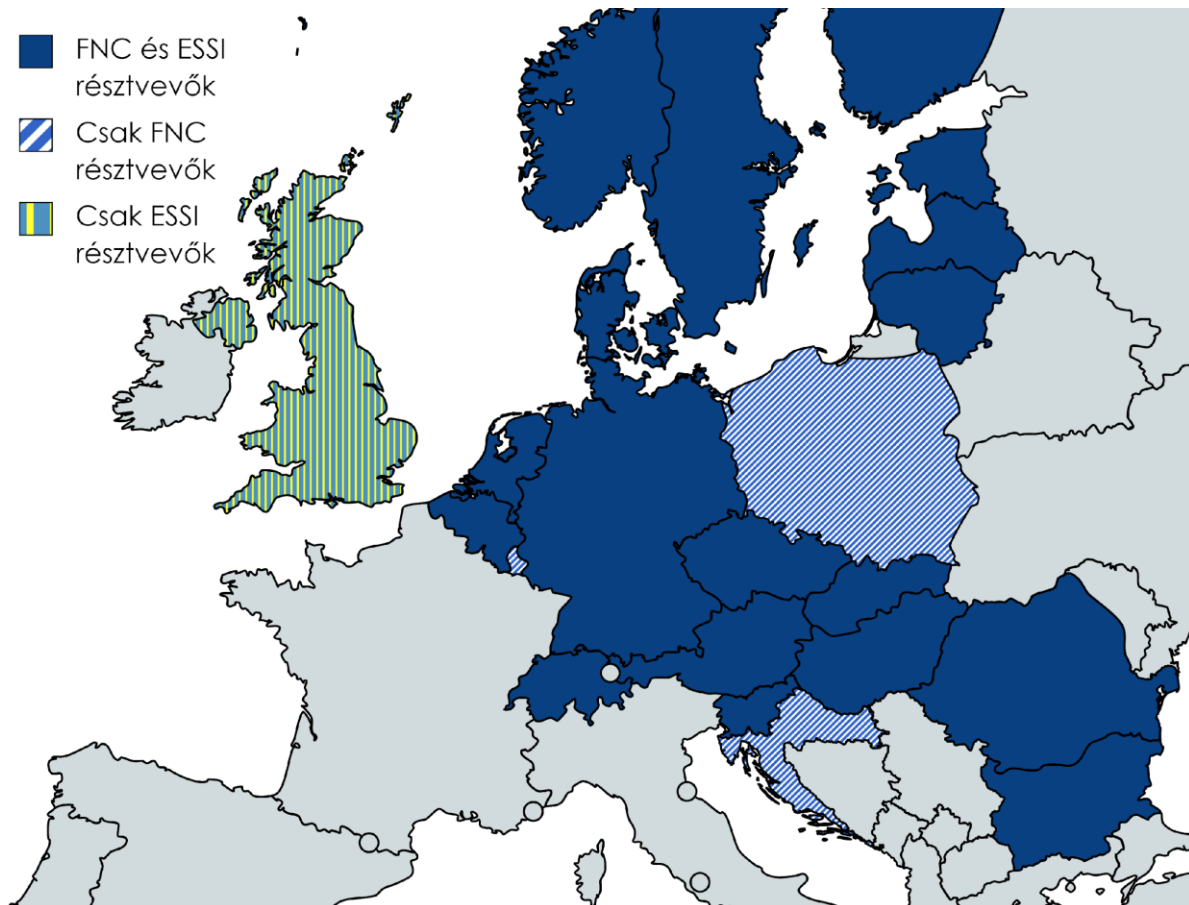 FNC és ESSI
résztvevők
Csak FNC
résztvevők
Csak ESSI
résztvevők